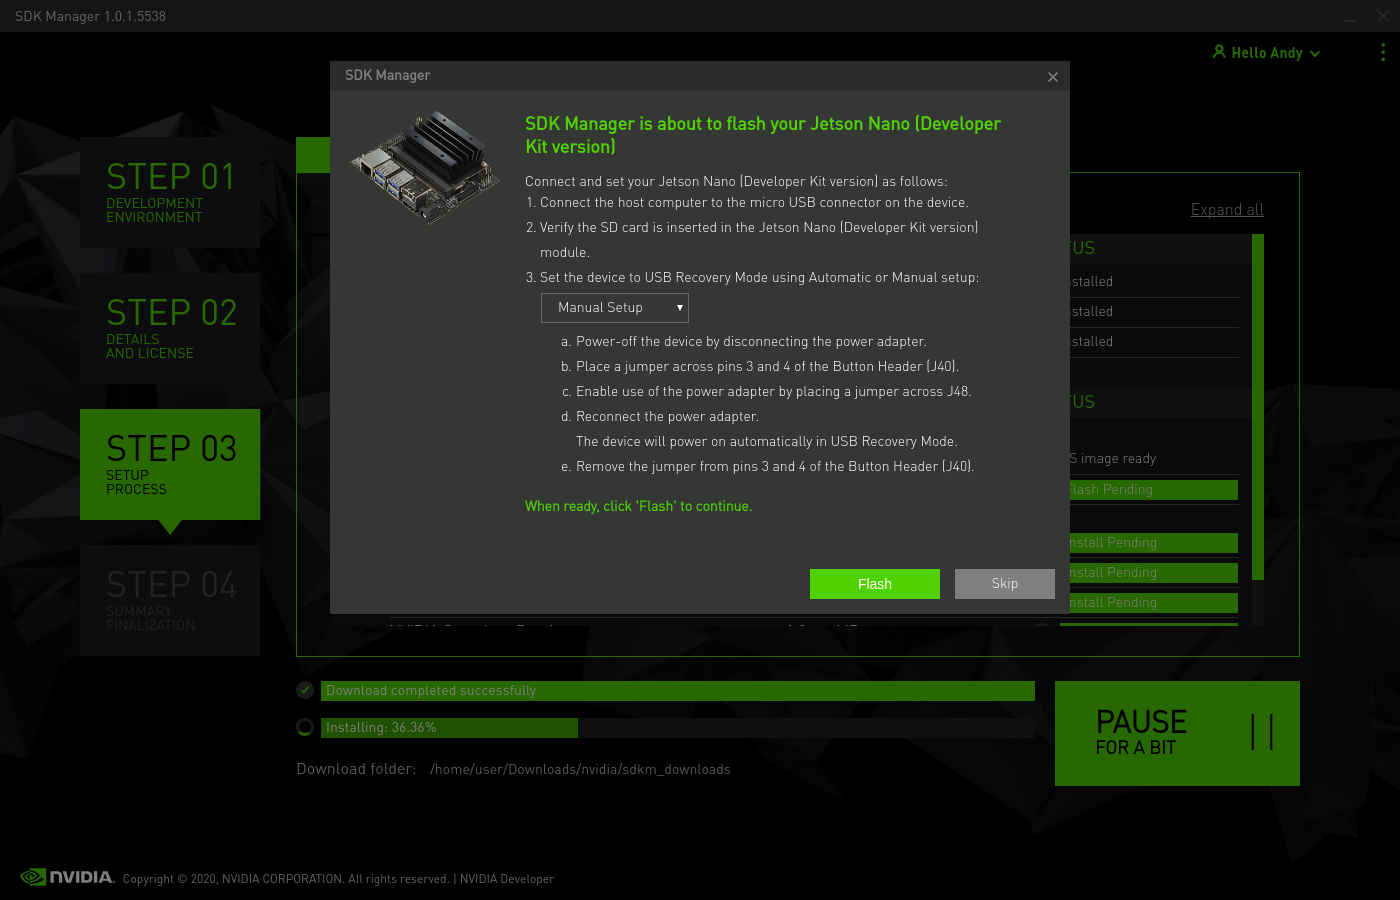 SDK Manager 1.0.1.5538
Hello Andy
SDK Manager
SDK Manager is about to flash your Jetson Nano (Developer
Kit version)
Connect and set your Jetson Nano (Developer Kit version) as follows:
1. Connect the host computer to the micro USB connector on the device.
2. Verify the SD card is inserted in the Jetson Nano (Developer Kit version)
module.
3. Set the device to USB Recovery Mode using Automatic or Manual setup:
Manual Setup
a. Power-off the device by disconnecting the power adapter.
b. Place a jumper across pins 3 and 4 of the Button Header (J40).
c. Enable use of the power adapter by placing a jumper across J48.
d. Reconnect the power adapter.
The device will power on automatically in USB Recovery Mode.
e. Remove the jumper from pins 3 and 4 of the Button Header (J40).
When ready, click 'Flash' to continue.
Flash
Skip
STEP 01
DEVELOPMENT
ENVIRONMENT
STEP 02
DETAILS
AND LICENSE
STEP 03
SETUP
PROCESS
STEP 04
SUMMARY
FINALIZATION
Expand all
TUS
stalled
stalled
stalled
TUS
S image ready
Flash Pending
nstall Pending
nstall Pending
nstall Pending
Download completed successfully
Installing: 36.36%
Download folder: /home/user/Downloads/nvidia/sdkm_downloads
PAUSE
FOR A BIT
NVIDIA. Copyright © 2020, NVIDIA CORPORATION. All rights reserved. | NVIDIA Developer